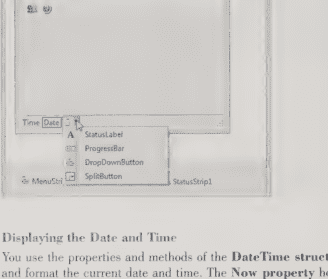 Time Date
A StatusLabel
ProgressBar
DropDownButton
SplitButton
MenuStri StatusStrip1
Displaying the Date and Time
You use the properties and methods of the DateTime struct
and format the current date and time. The Now property h